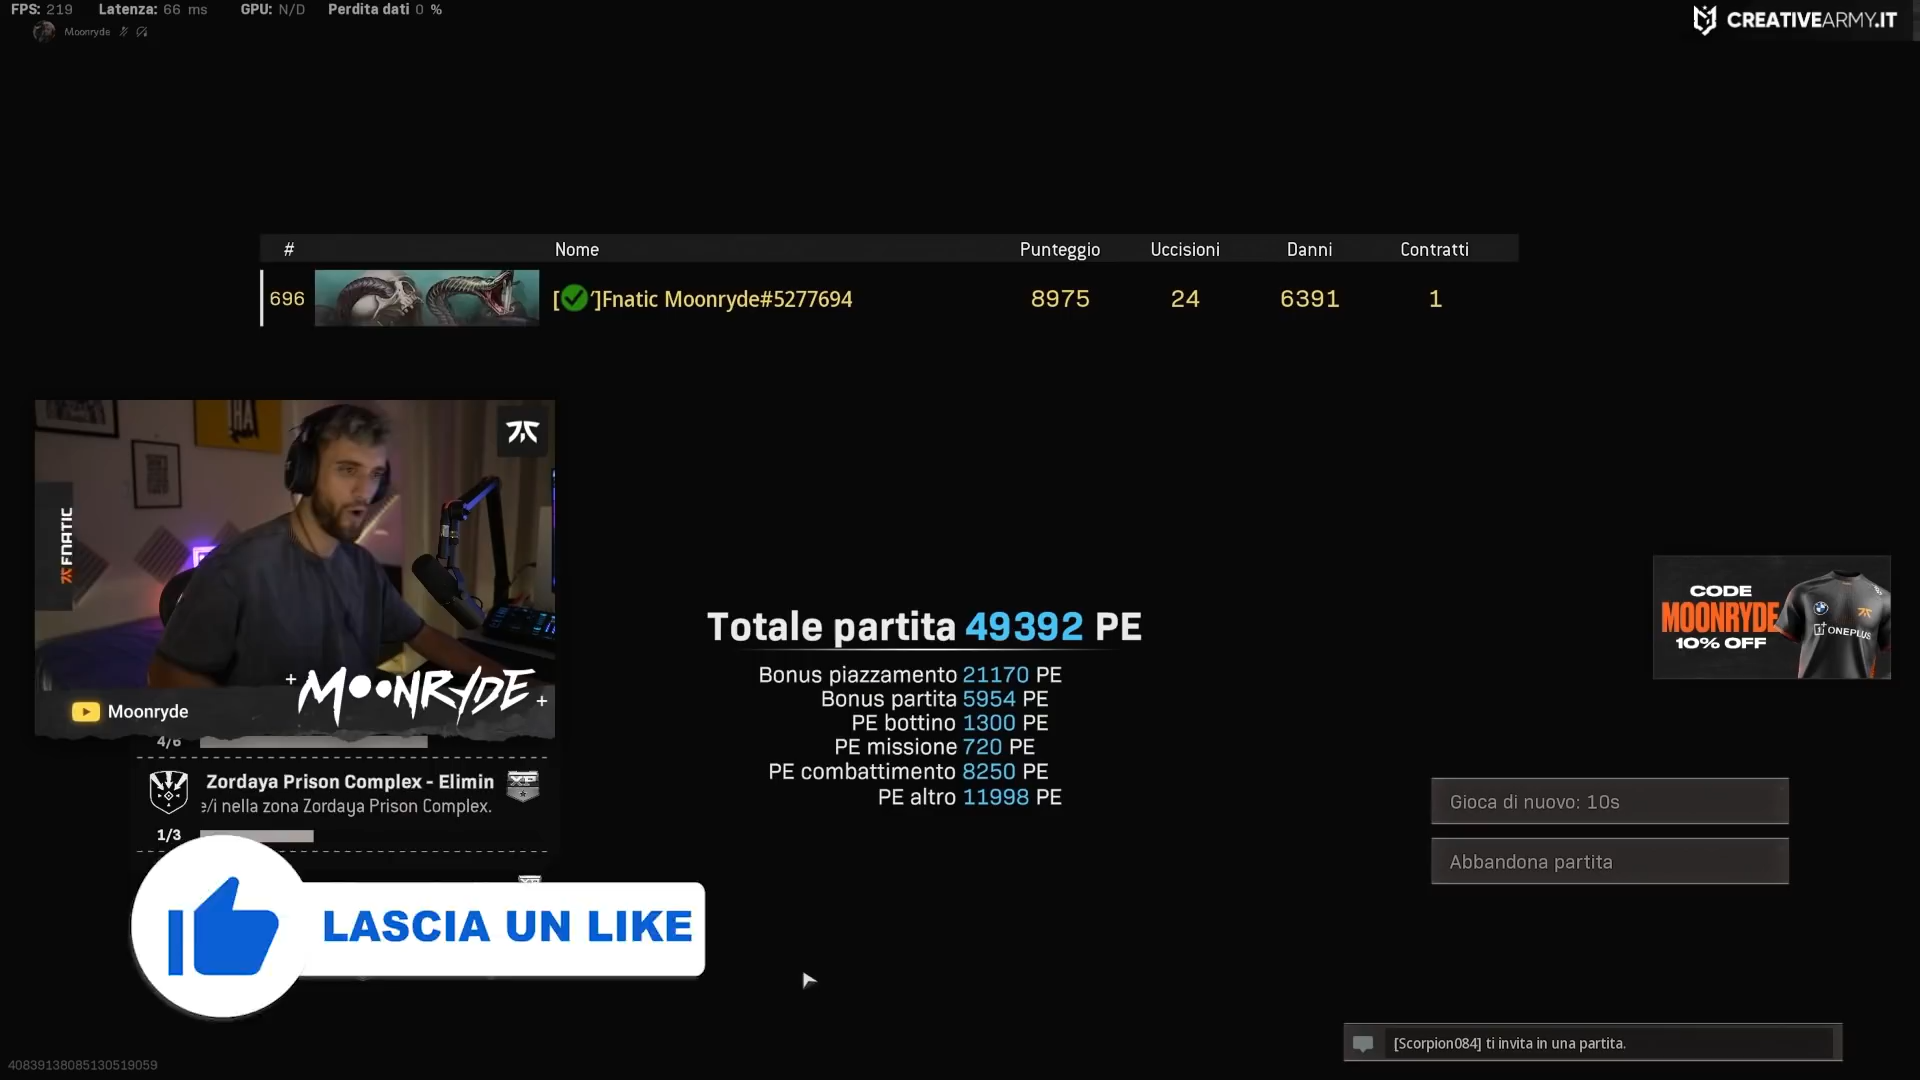 FPS: 219 Latenza: 66 ms GPU: N/D Perdita dati 0 %
Moonryde
CREATIVEARMY.IT
# Nome Punteggio Uccisioni Danni Contratti
696 [✓']Fnatic Moonryde#5277694 8975 24 6391 1
FNATIC
MOONRYDE
Moonryde
4/6
Zordaya Prison Complex - Elimin
e/i nella zona Zordaya Prison Complex.
XP
1/3
LASCIA UN LIKE
Totale partita 49392 PE
Bonus piazzamento 21170 PE
Bonus partita 5954 PE
PE bottino 1300 PE
PE missione 720 PE
PE combattimento 8250 PE
PE altro 11998 PE
CODE
MOONRYDE
10% OFF
ONEPLUS
Gioca di nuovo: 10s
Abbandona partita
[Scorpion084] ti invita in una partita.
40839138085130519059